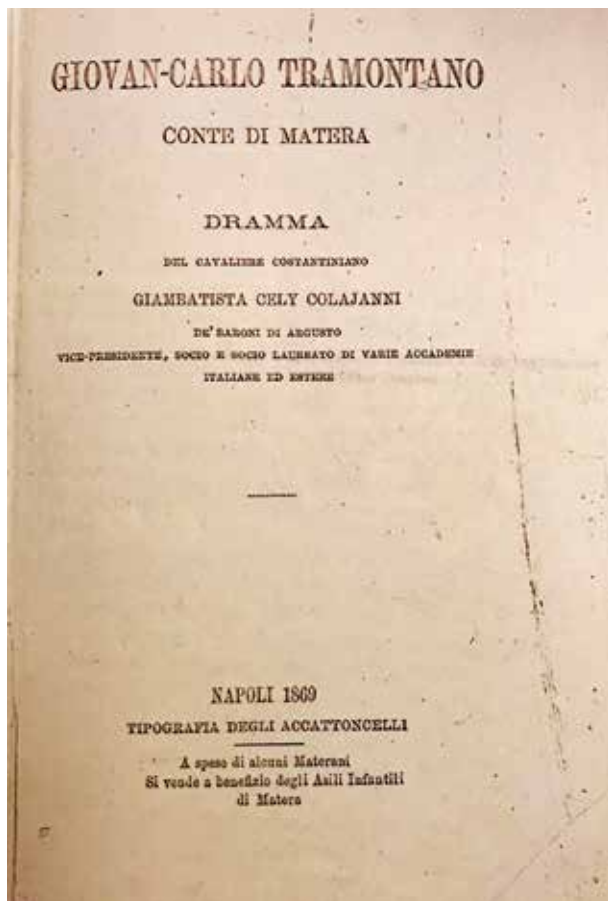 GIOVAN-CARLO TRAMONTANO
CONTE DI MATERA
DRAMMA
DEL CAVALIERE COSTANTINIANO
GIAMBATISTA CELY COLAJANNI
DE' BARONI DI ARGUSTO
VICE-PRESIDENTE, SOCIO E SOCIO LAUREATO DI VARIE ACCADEMIE
ITALIANE ED ESTERE
NAPOLI 1869
TIPOGRAFIA DEGLI ACCATTONCELLI
A spese di alcuni Materani
Si vende a benefizio degli Asili Infantili
di Matera